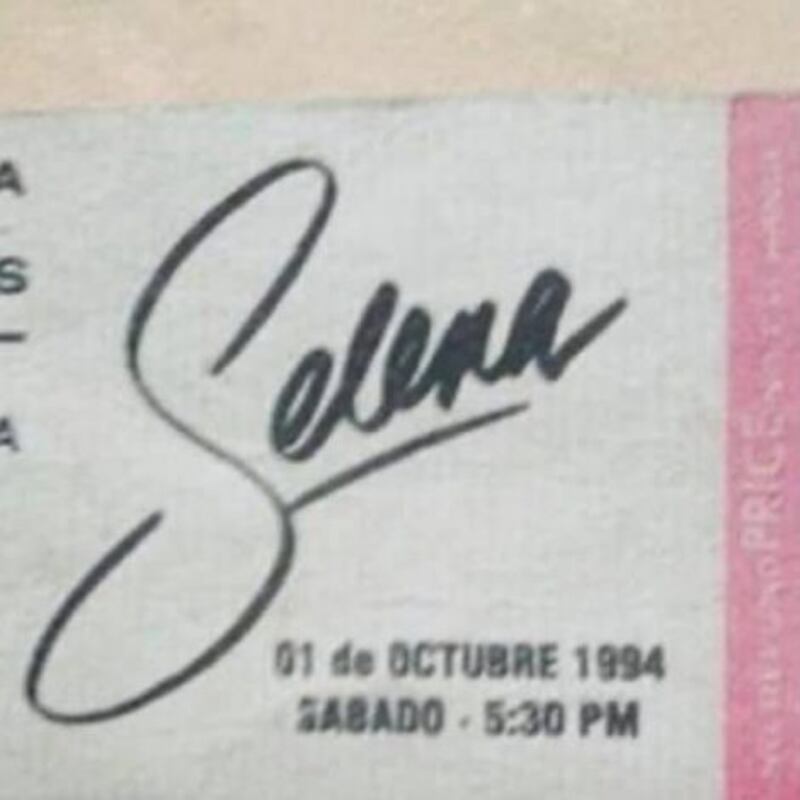 A
S
A
Selena
01 de OCTUBRE 1994
SABADO - 5:30 PM
PRICE